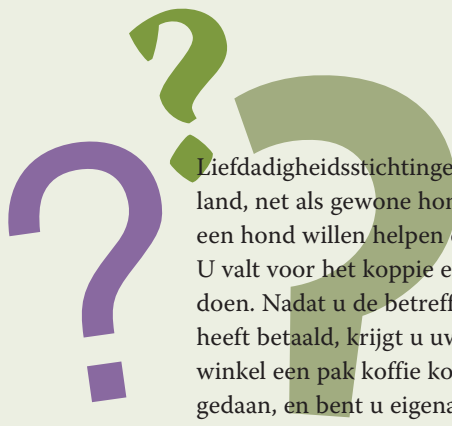 Liefdadigheidsstichtinge
land, net als gewone hon
een hond willen helpen
U valt voor het koppie e
doen. Nadat u de betreff
heeft betaald, krijgt u uw
winkel een pak koffie ko
gedaan, en bent u eigena